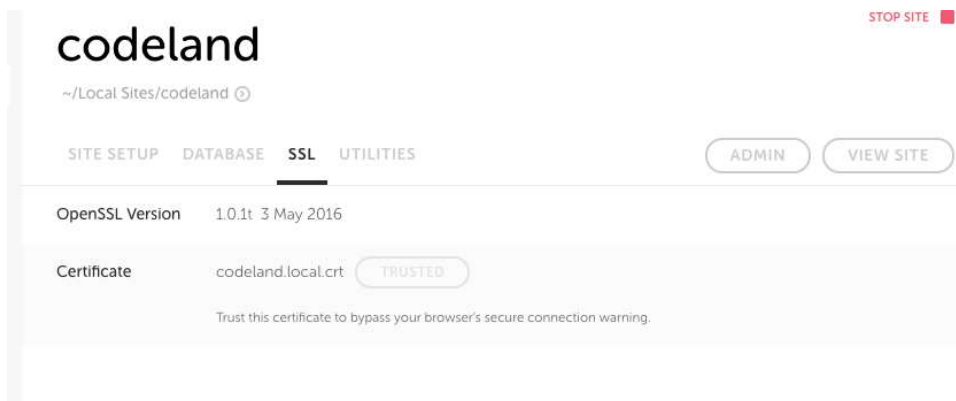 STOP SITE
codeland
~/Local Sites/codeland
SITE SETUP DATABASE SSL UTILITIES ADMIN VIEW SITE
OpenSSL Version 1.0.1t 3 May 2016
Certificate codeland.local.crt TRUSTED
Trust this certificate to bypass your browser's secure connection warning.